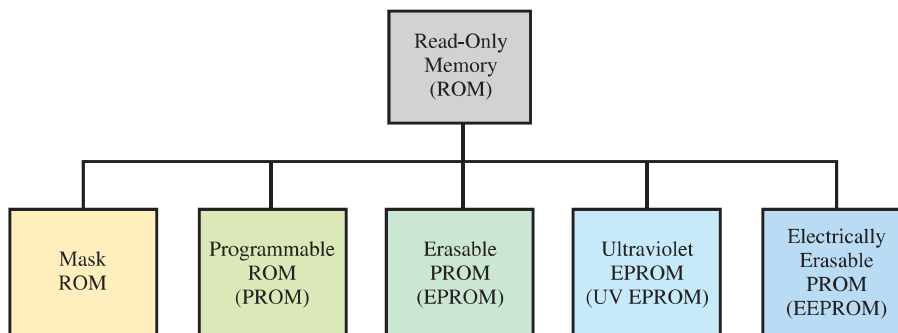 Read-Only
Memory
(ROM)
Mask
ROM
Programmable
ROM
(PROM)
Erasable
PROM
(EPROM)
Ultraviolet
EPROM
(UV EPROM)
Electrically
Erasable
PROM
(EEPROM)